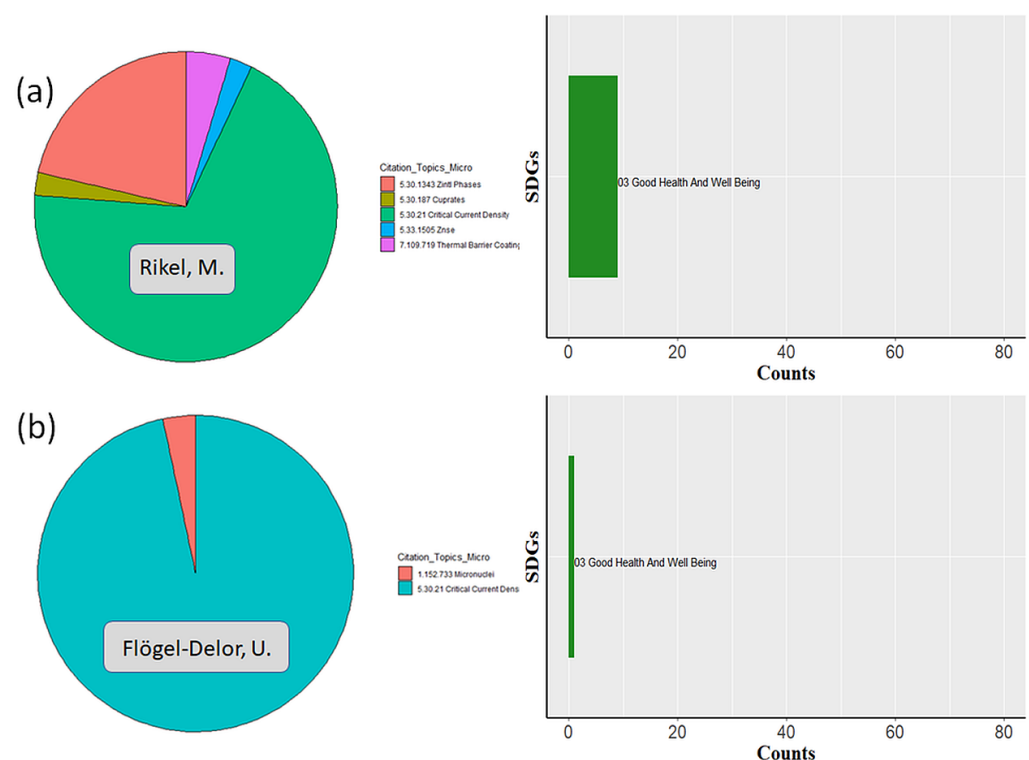 (a)
Rikel, M.
Citation_Topics_Micro
5.30.1343 Zintl Phases
5.30.187 Cuprates
5.30.21 Critical Current Density
5.33.1505 Znse
7.109.719 Thermal Barrier Coating
SDGs
03 Good Health And Well Being
0 20 40 60 80
Counts
(b)
Flögel-Delor, U.
Citation_Topics_Micro
1.152.733 Micronuclei
5.30.21 Critical Current Dens
SDGs
03 Good Health And Well Being
0 20 40 60 80
Counts